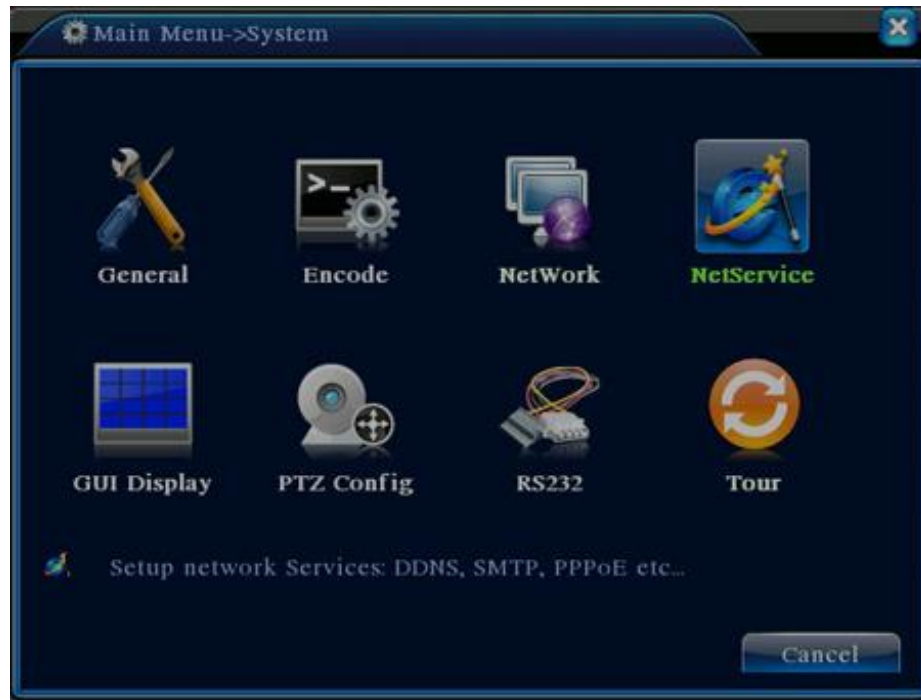 Main Menu->System
General Encode NetWork NetService
GUI Display PTZ Config RS232 Tour
Setup network Services: DDNS, SMTP, PPPoE etc...
Cancel